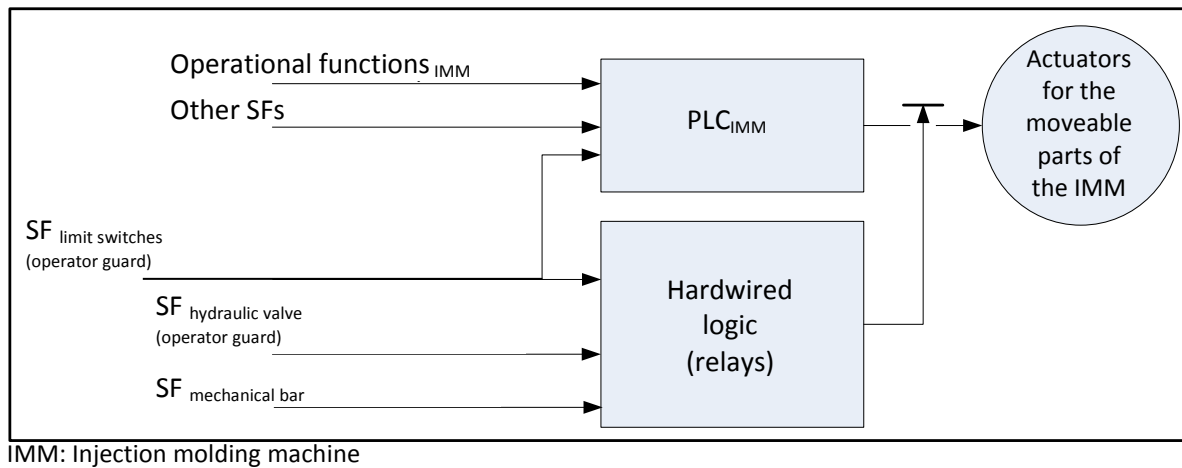 Operational functions IMM
Other SFs
PLCIMM
Actuators
for the
moveable
parts of
the IMM
SF limit switches
(operator guard)
SF hydraulic valve
(operator guard)
SF mechanical bar
Hardwired
logic
(relays)
IMM: Injection molding machine